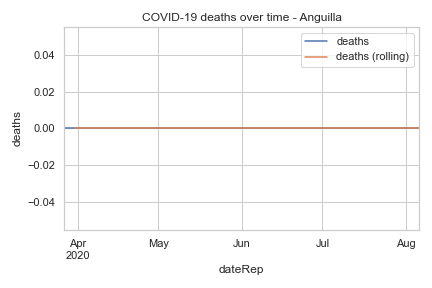 COVID-19 deaths over time - Anguilla
deaths
deaths (rolling)
0.04
0.02
0.00
−0.02
−0.04
deaths
Apr
2020
May
Jun
Jul
Aug
dateRep